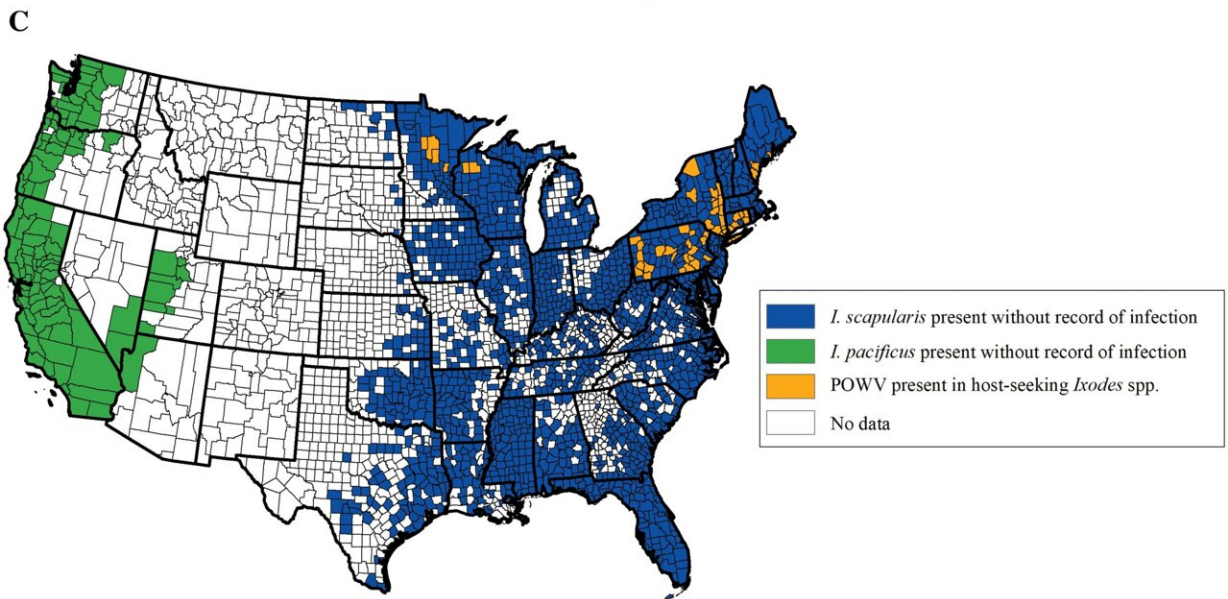 C
I. scapularis present without record of infection
I. pacificus present without record of infection
POWV present in host-seeking Ixodes spp.
No data